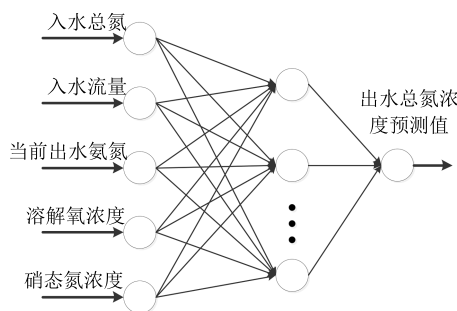 入水总氮
入水流量
当前出水氨氮
溶解氧浓度
硝态氮浓度
出水总氮浓
度预测值